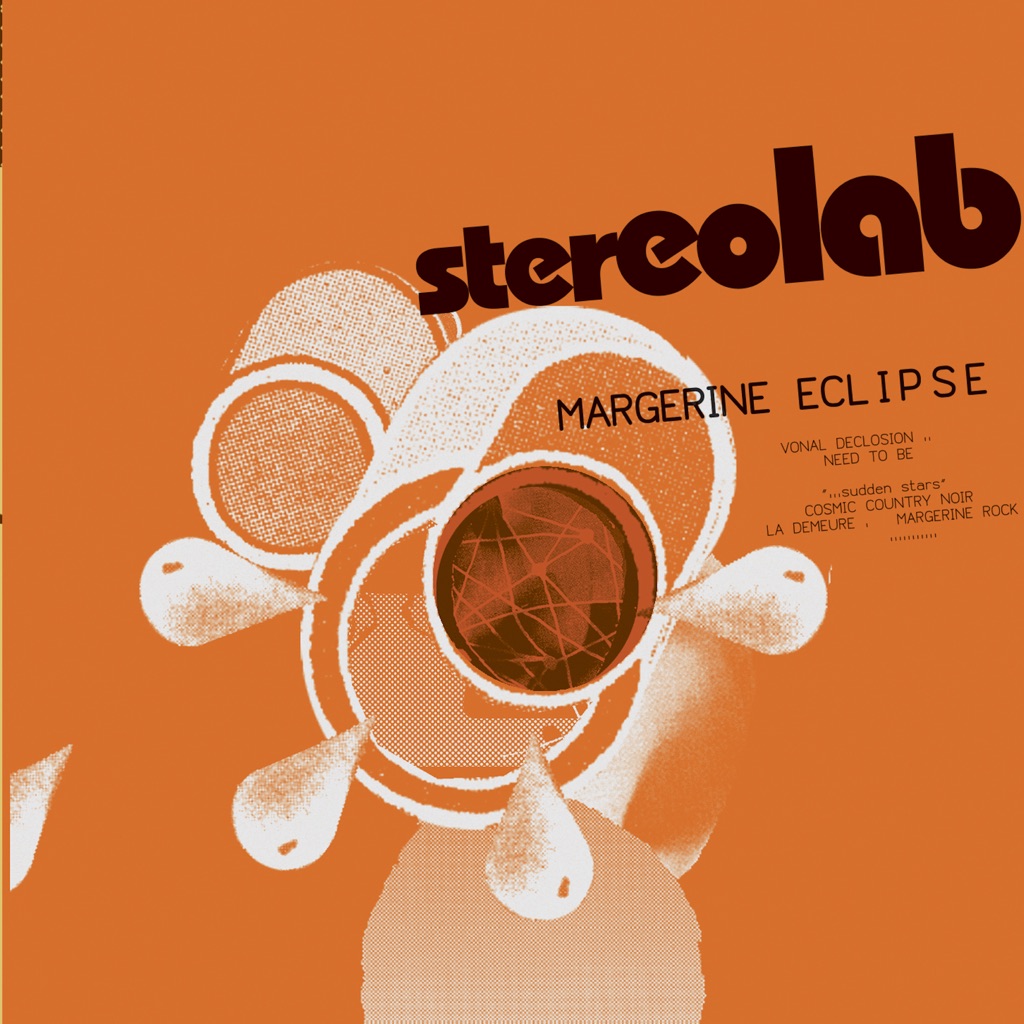 stereolab
MARGERINE ECLIPSE
VONAL DECLOSION ,,
NEED TO BE
",,,sudden stars"
COSMIC COUNTRY NOIR
LA DEMEURE , MARGERINE ROCK
,,,,,,,,,,,